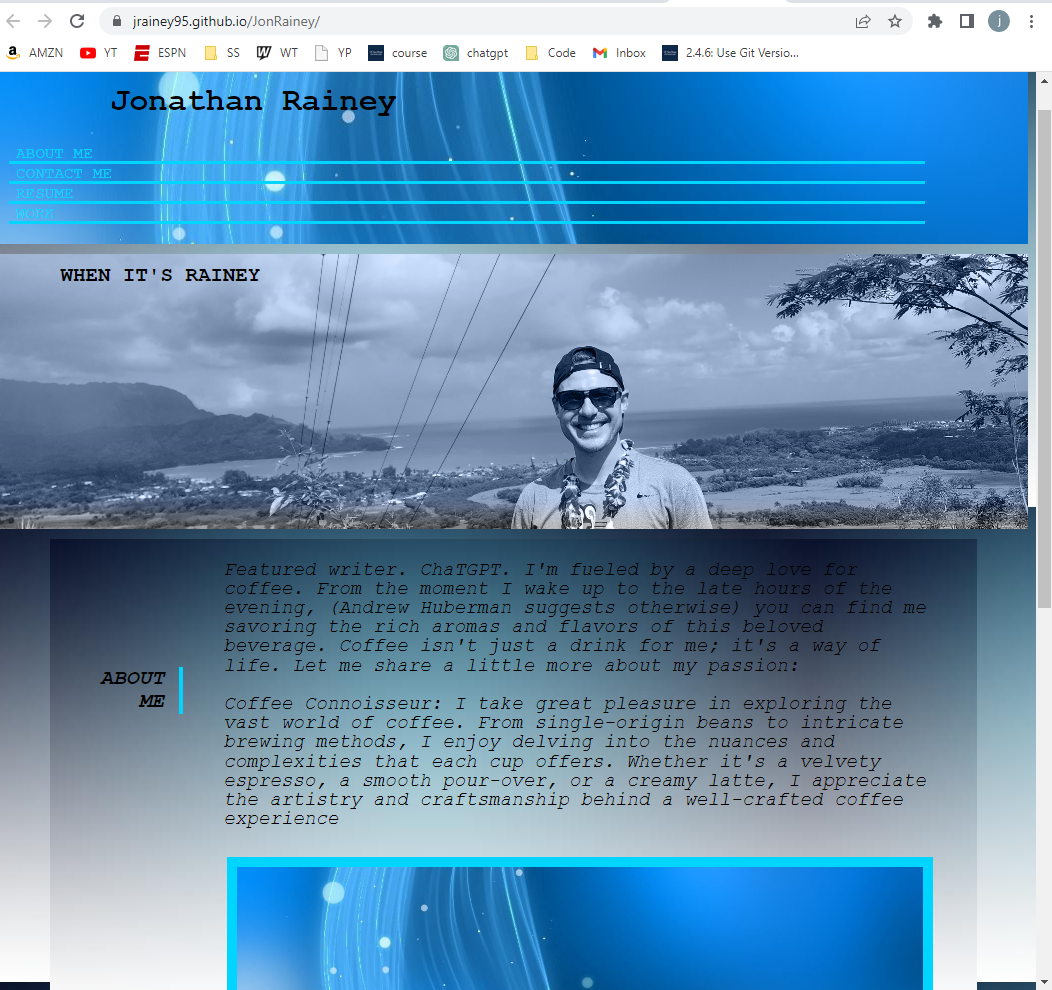 jrainey95.github.io/JonRainey/
j
AMZN YT ESPN SS WT YP course chatgpt Code Inbox 2.4.6: Use Git Versio...
Jonathan Rainey
ABOUT ME
CONTACT ME
RESUME
WORK
WHEN IT'S RAINEY
ABOUT
ME
Featured writer. ChaTGPT. I'm fueled by a deep love for
coffee. From the moment I wake up to the late hours of the
evening, (Andrew Huberman suggests otherwise) you can find me
savoring the rich aromas and flavors of this beloved
beverage. Coffee isn't just a drink for me; it's a way of
life. Let me share a little more about my passion:
Coffee Connoisseur: I take great pleasure in exploring the
vast world of coffee. From single-origin beans to intricate
brewing methods, I enjoy delving into the nuances and
complexities that each cup offers. Whether it's a velvety
espresso, a smooth pour-over, or a creamy latte, I appreciate
the artistry and craftsmanship behind a well-crafted coffee
experience